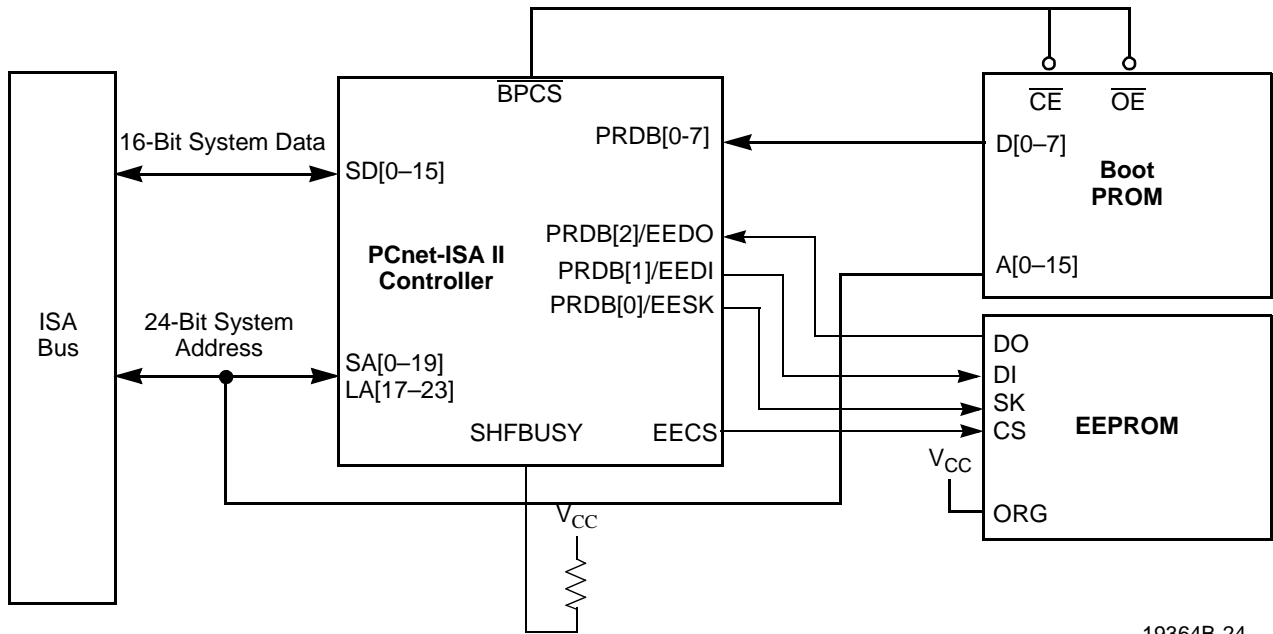 BPCS
CE
OE
16-Bit System Data
PRDB[0-7]
D[0–7]
SD[0–15]
Boot
PROM
PRDB[2]/EEDO
PCnet-ISA II
Controller
PRDB[1]/EEDI
A[0–15]
PRDB[0]/EESK
ISA
Bus
24-Bit System
Address
DO
SA[0–19]
LA[17–23]
DI
SK
SHFBUSY
EECS
CS
EEPROM
VCC
ORG
VCC
19364B-24